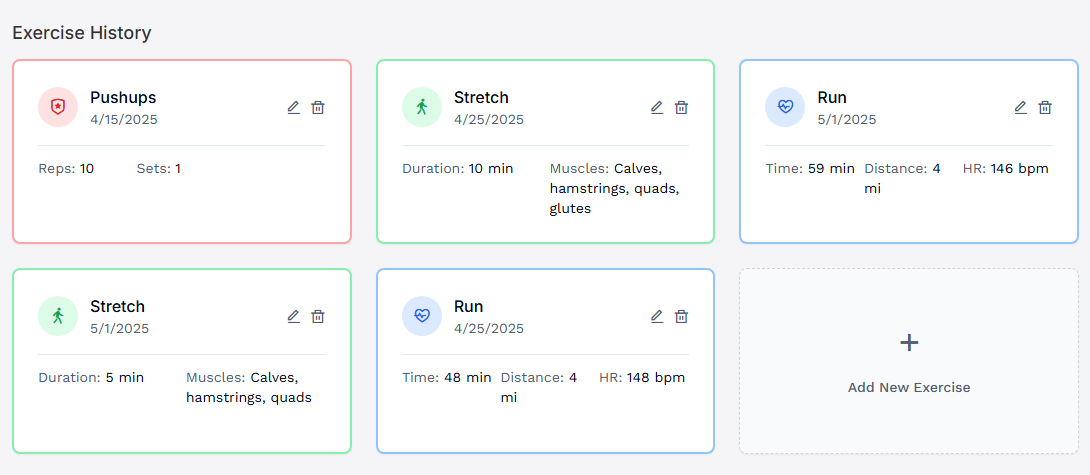 Exercise History
Pushups
4/15/2025
Reps: 10
Sets: 1
Stretch
4/25/2025
Duration: 10 min
Muscles: Calves,
hamstrings, quads,
glutes
Run
5/1/2025
Time: 59 min
Distance: 4
mi
HR: 146 bpm
Stretch
5/1/2025
Duration: 5 min
Muscles: Calves,
hamstrings, quads
Run
4/25/2025
Time: 48 min
Distance: 4
mi
HR: 148 bpm
Add New Exercise